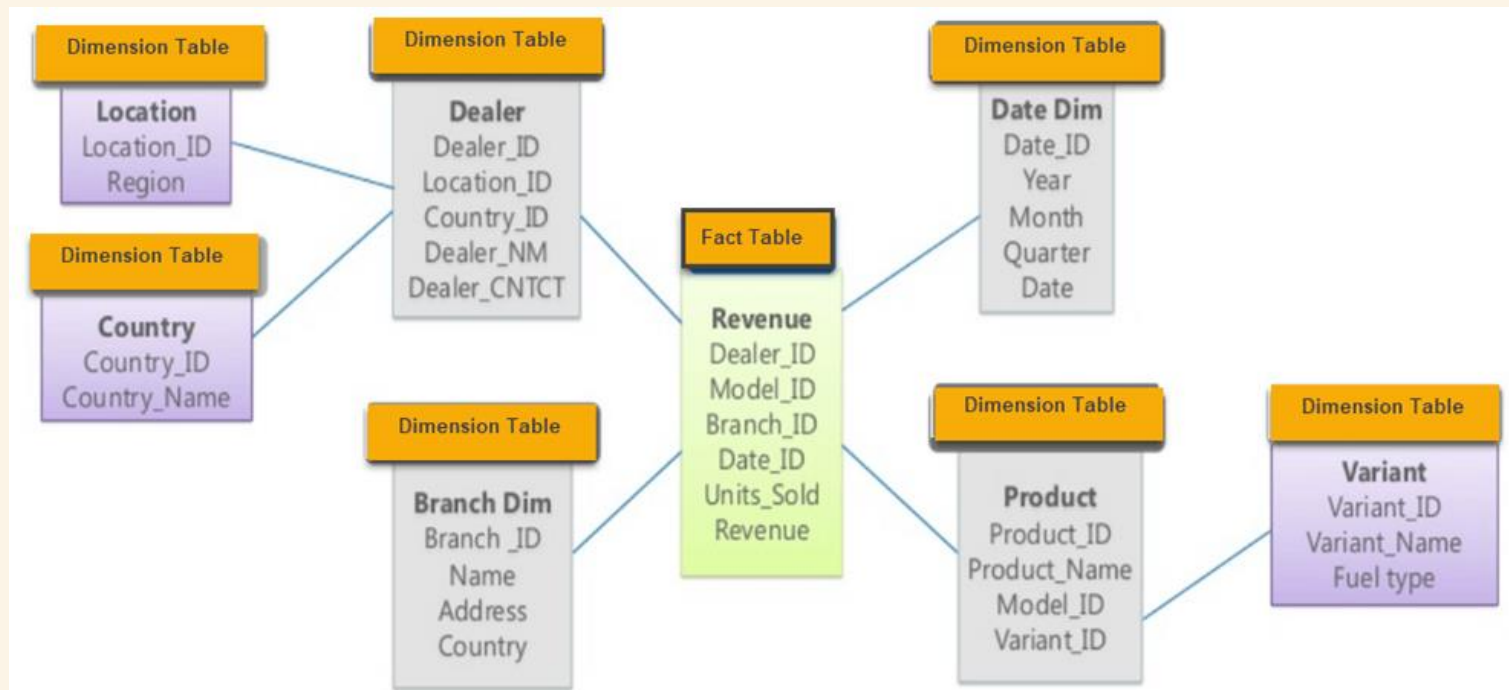 Dimension Table
Location
Location_ID
Region
Dimension Table
Country
Country_ID
Country_Name
Dimension Table
Dealer
Dealer_ID
Location_ID
Country_ID
Dealer_NM
Dealer_CNTCT
Dimension Table
Branch Dim
Branch _ID
Name
Address
Country
Fact Table
Revenue
Dealer_ID
Model_ID
Branch_ID
Date_ID
Units_Sold
Revenue
Dimension Table
Date Dim
Date_ID
Year
Month
Quarter
Date
Dimension Table
Product
Product_ID
Product_Name
Model_ID
Variant_ID
Dimension Table
Variant
Variant_ID
Variant_Name
Fuel type